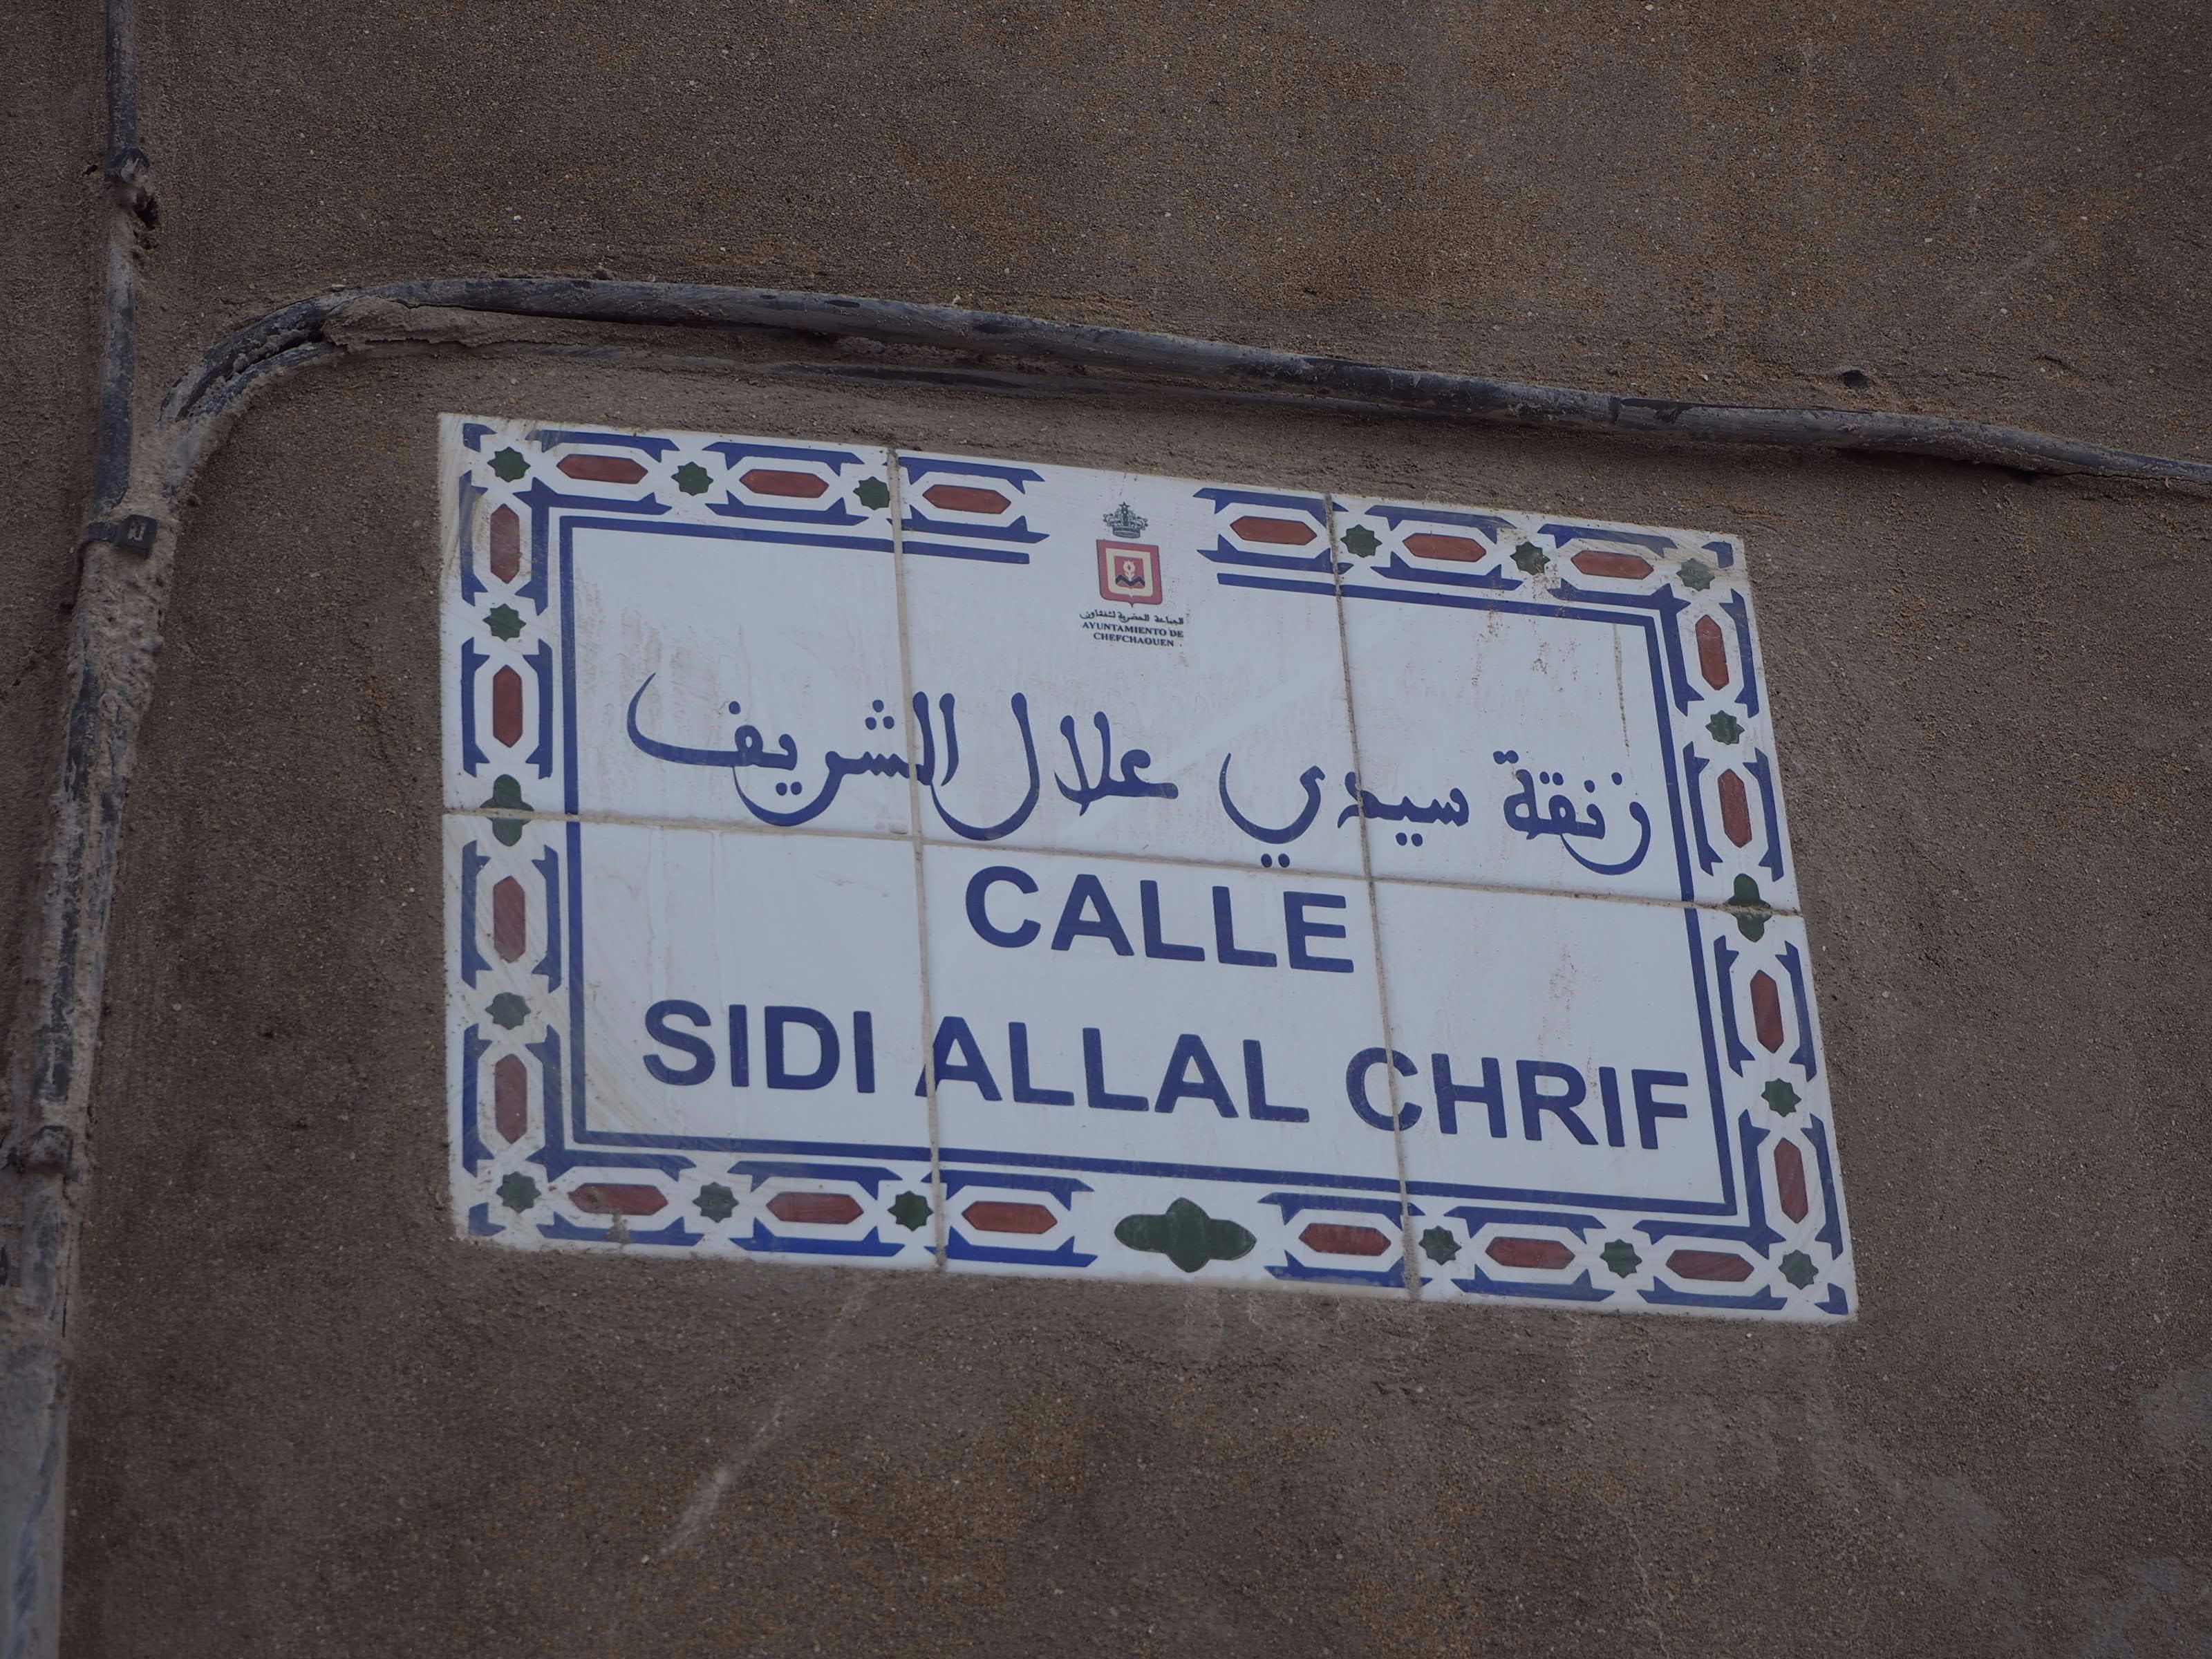 الجماعة الحضرية لشفشاون
AYUNTAMIENTO DE
CHEFCHAOUEN
زنقة سيدي علال الشريف
CALLE
SIDI ALLAL CHRIF